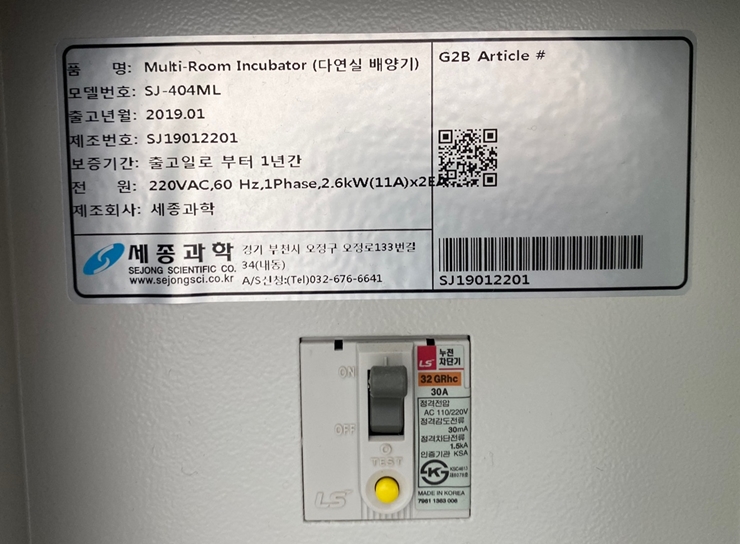 품 명: Multi-Room Incubator (다연실 배양기)
모델번호: SJ-404ML
출고년월: 2019.01
제조번호: SJ19012201
보증기간: 출고일로 부터 1년간
전 원: 220VAC,60 Hz,1Phase,2.6kW(11A)x2EA
제조회사: 세종과학
세종과학
SEJONG SCIENTIFIC CO.
www.sejongsci.co.kr
경기 부천시 오정구 오정로133번길
34(내동)
A/S신청:(Tel)032-676-6641
G2B Article #
SJ19012201
ON
OFF
TEST
LS
LS
누전
차단기
32 GRhc
30A
정격전압
AC 110/220V
정격감도전류
30mA
정격차단전류
1.5kA
인증기관 KSA
MADE IN KOREA
7981 1363 006